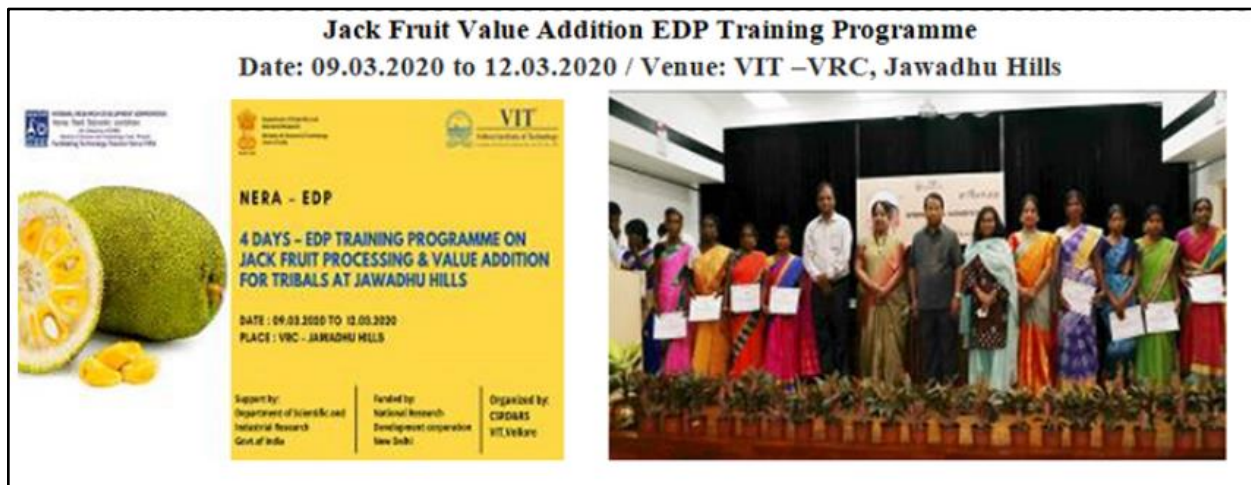 Jack Fruit Value Addition EDP Training Programme
Date: 09.03.2020 to 12.03.2020 / Venue: VIT –VRC, Jawadhu Hills
VIT
NERA - EDP
4 DAYS – EDP TRAINING PROGRAMME ON
JACK FRUIT PROCESSING & VALUE ADDITION
FOR TRIBALS AT JAWADHU HILLS
DATE : 09.03.2020 TO 12.03.2020
PLACE : VRC - JAWADHU HILLS
Support by:
Department of Scientific and
Industrial Research
Govt of India
Funded by:
National Research
Development corporation
New Delhi
Organized by:
CSRD&RS
VIT,Vellore